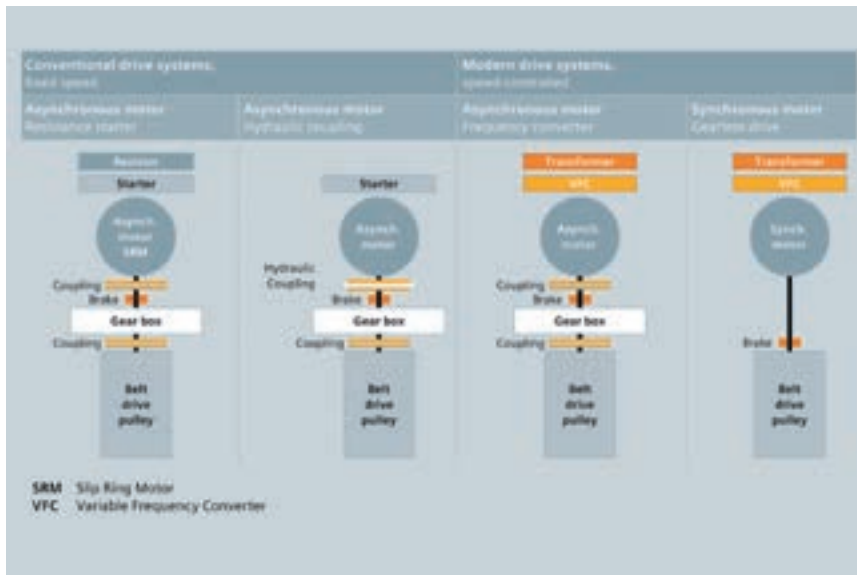 Conventional drive systems.
fixed speed
Modern drive systems.
speed-controlled
Asynchronous motor
Resistance starter
Asynchronous motor
Hydraulic coupling
Asynchronous motor
Frequency converter
Synchronous motor
Gearless drive
Resistor
Starter
Asynch.
motor
SRM
Coupling
Brake
Gear box
Coupling
Belt
drive
pulley
Starter
Asynch.
motor
Hydraulic
Coupling
Brake
Gear box
Coupling
Belt
drive
pulley
Transformer
VFC
Asynch.
motor
Coupling
Brake
Gear box
Coupling
Belt
drive
pulley
Transformer
VFC
Synch.
Motor
Brake
Belt
drive
pulley
SRM Slip Ring Motor
VFC Variable Frequency Converter